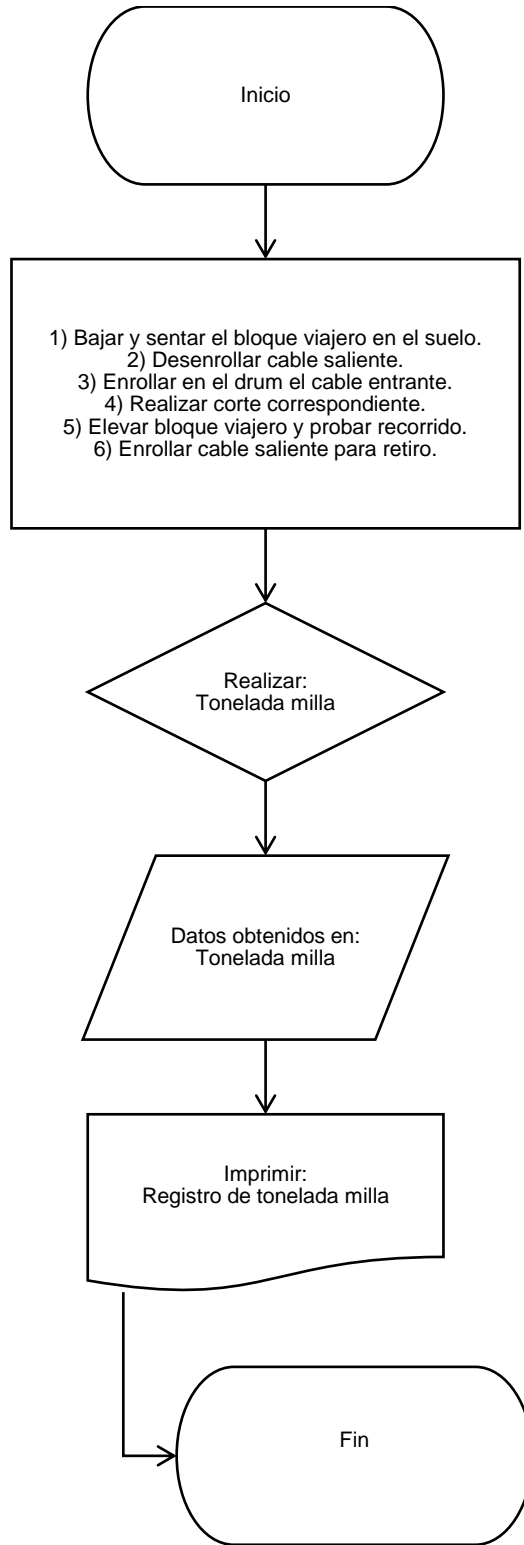 Inicio
1) Bajar y sentar el bloque viajero en el suelo.
2) Desenrollar cable saliente.
3) Enrollar en el drum el cable entrante.
4) Realizar corte correspondiente.
5) Elevar bloque viajero y probar recorrido.
6) Enrollar cable saliente para retiro.
Realizar:
Tonelada milla
Datos obtenidos en:
Tonelada milla
Imprimir:
Registro de tonelada milla
Fin